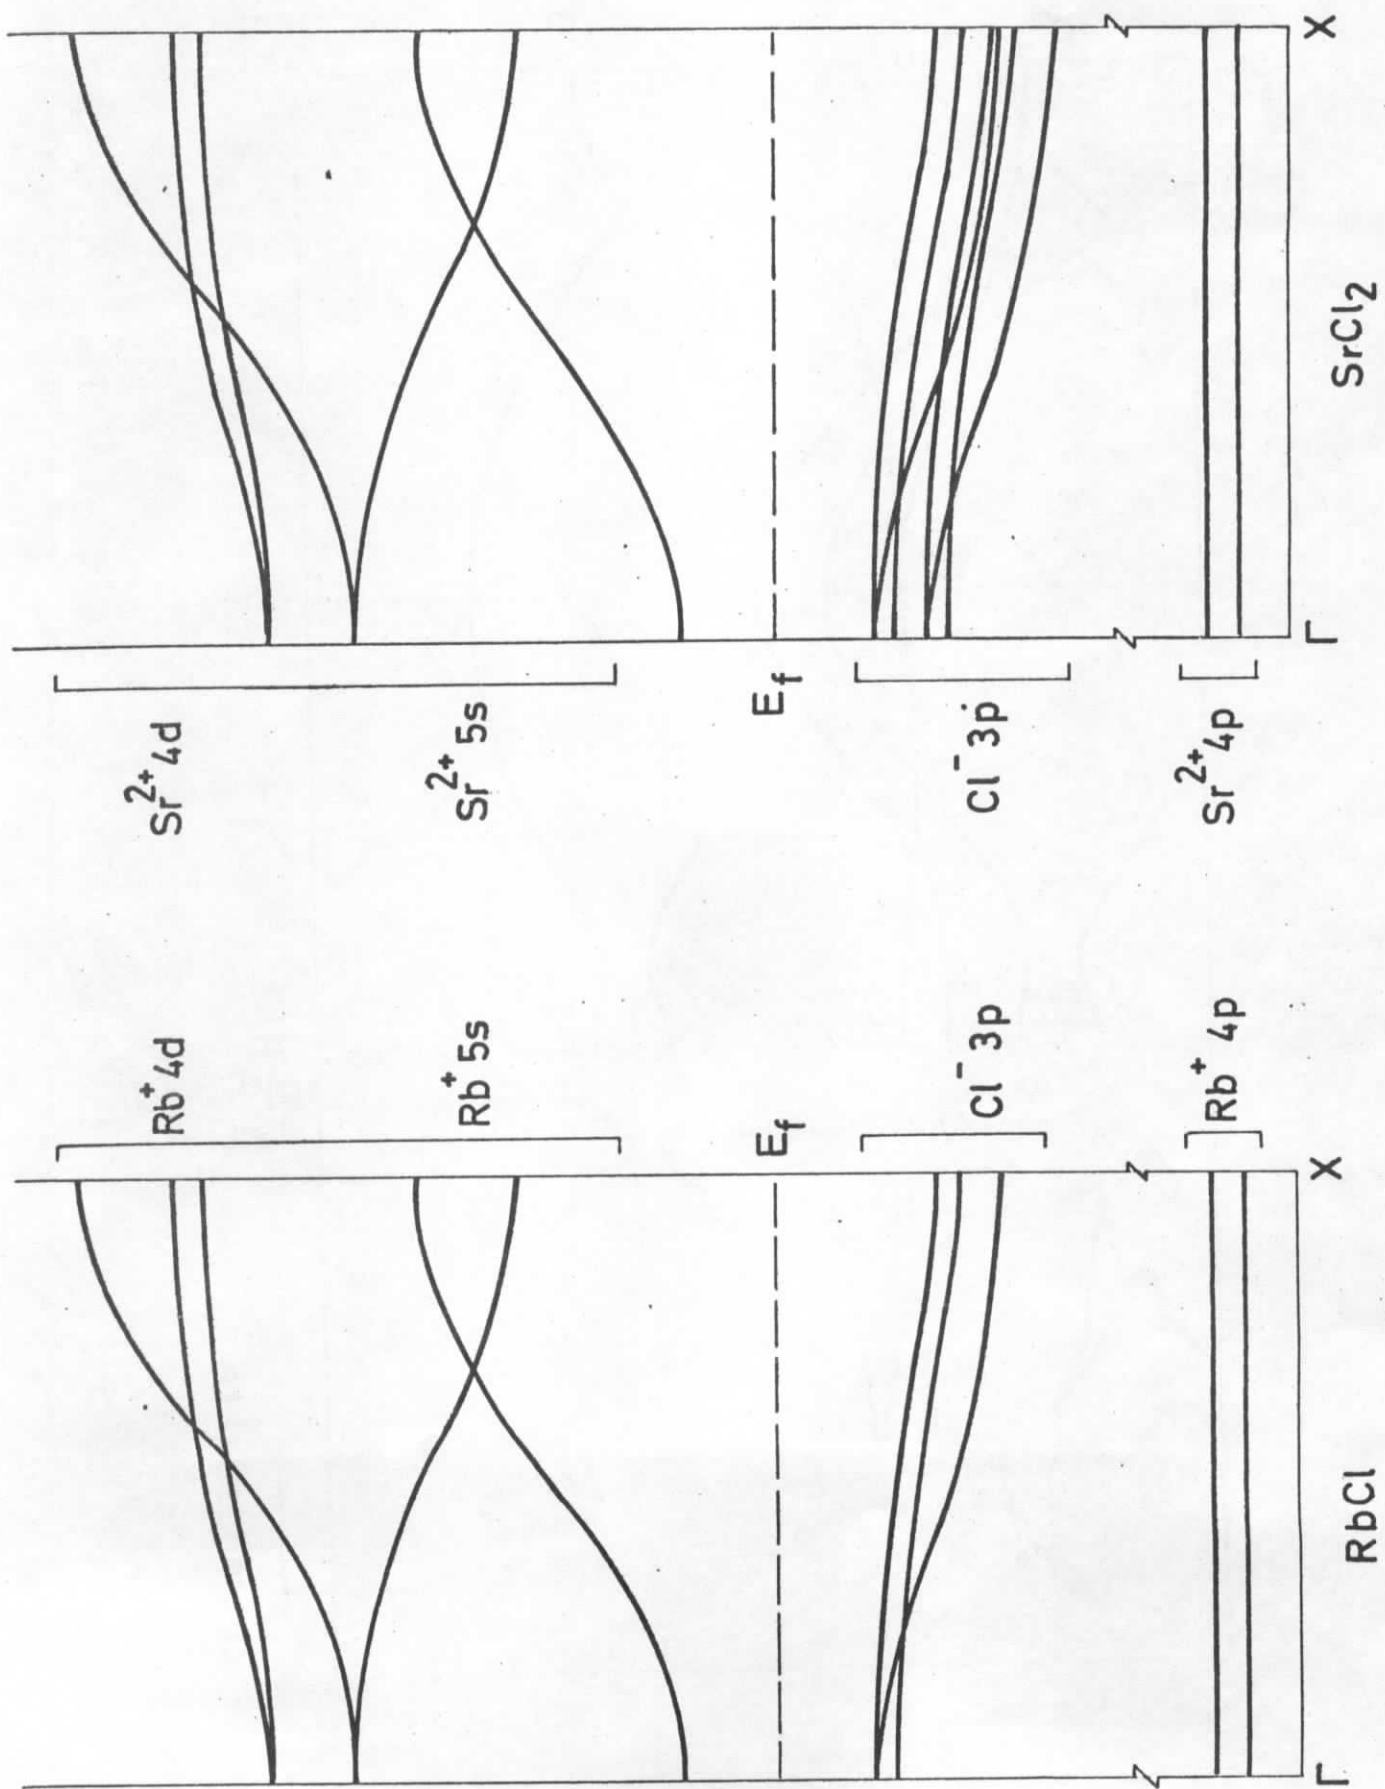 Rb⁺ 4d
Rb⁺ 5s
E_f
Cl⁻ 3p
Rb⁺ 4p
Γ X
RbCl
Sr²⁺ 4d
Sr²⁺ 5s
E_f
Cl⁻ 3p
Sr²⁺ 4p
Γ X
SrCl₂